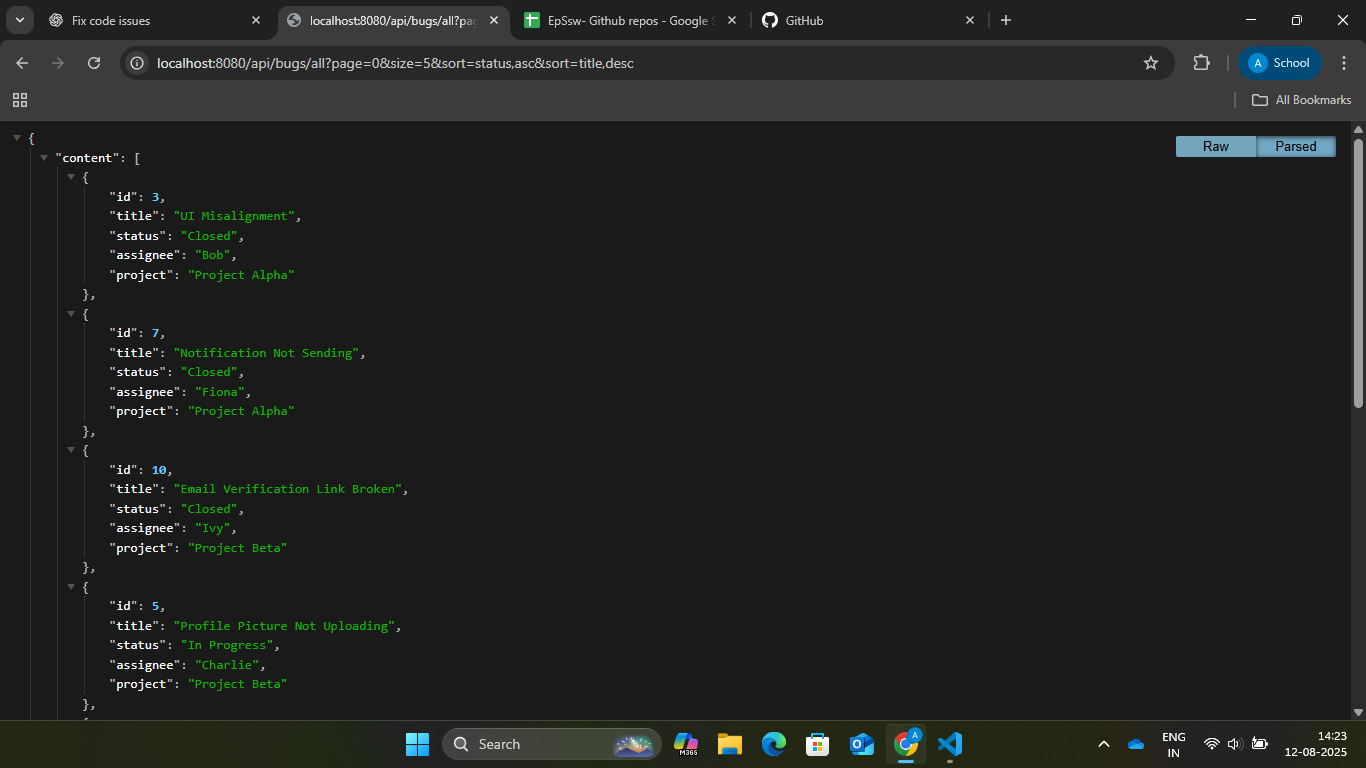 Fix code issues
localhost:8080/api/bugs/all?pa
EpSsw- Github repos - Google
GitHub
localhost:8080/api/bugs/all?page=0&size=5&sort=status,asc&sort=title,desc
A School
All Bookmarks
Raw Parsed
{
"content": [
{
"id": 3,
"title": "UI Misalignment",
"status": "Closed",
"assignee": "Bob",
"project": "Project Alpha"
},
{
"id": 7,
"title": "Notification Not Sending",
"status": "Closed",
"assignee": "Fiona",
"project": "Project Alpha"
},
{
"id": 10,
"title": "Email Verification Link Broken",
"status": "Closed",
"assignee": "Ivy",
"project": "Project Beta"
},
{
"id": 5,
"title": "Profile Picture Not Uploading",
"status": "In Progress",
"assignee": "Charlie",
"project": "Project Beta"
},
Search
M365
A
ENG
IN
14:23
12-08-2025